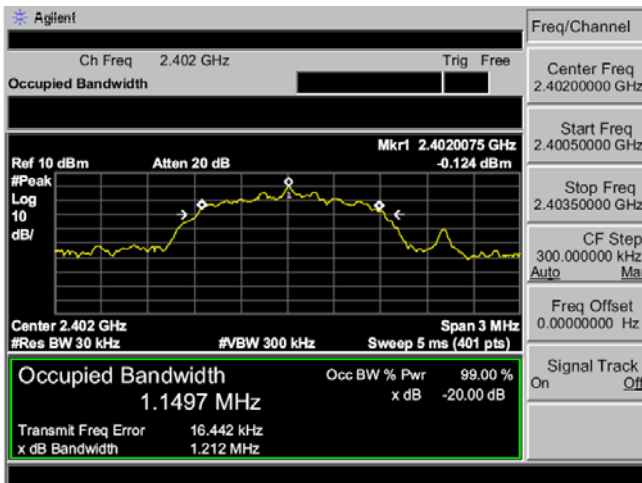 Agilent
Freq/Channel
Ch Freq 2.402 GHz Trig Free
Occupied Bandwidth
Center Freq
2.40200000 GHz
Start Freq
2.40050000 GHz
Stop Freq
2.40350000 GHz
CF Step
300.000000 kHz
Auto Ma
Freq Offset
0.00000000 Hz
Signal Track
On Off
Mkr1 2.4020075 GHz
Ref 10 dBm Atten 20 dB -0.124 dBm
#Peak
Log
10
dB/
1
Center 2.402 GHz Span 3 MHz
#Res BW 30 kHz #VBW 300 kHz Sweep 5 ms (401 pts)
Occupied Bandwidth Occ BW % Pwr 99.00 %
1.1497 MHz x dB -20.00 dB
Transmit Freq Error 16.442 kHz
x dB Bandwidth 1.212 MHz